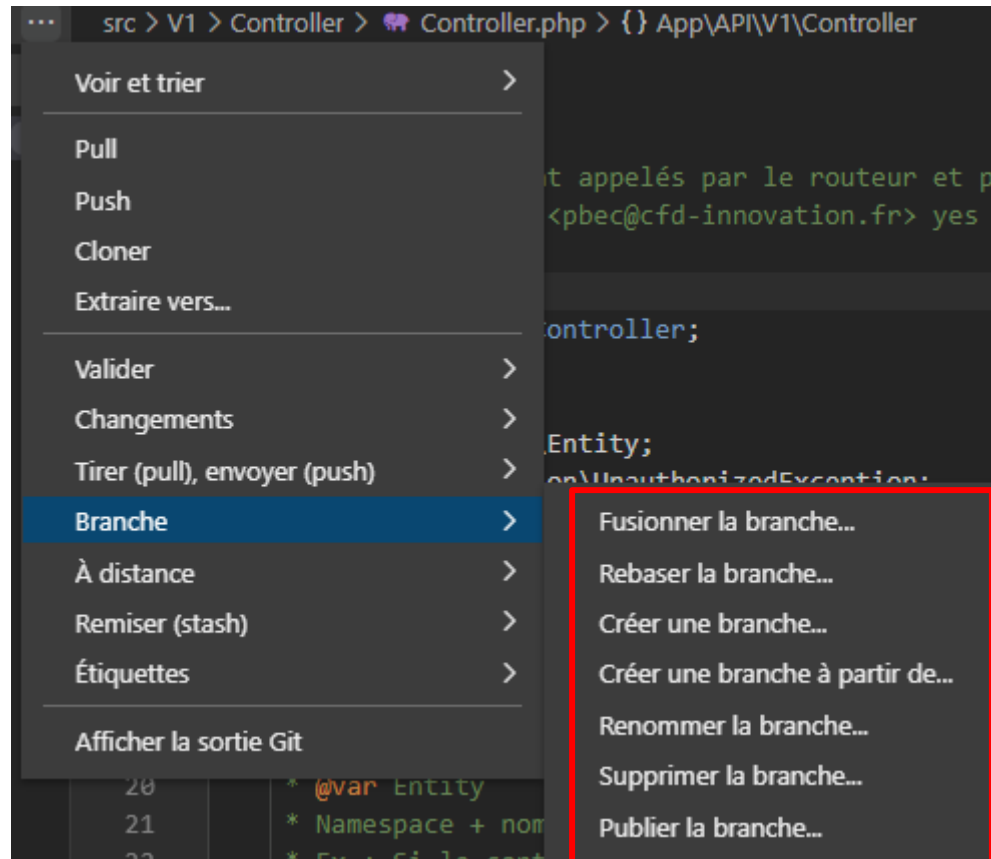 ... src > V1 > Controller > Controller.php > {} App\API\V1\Controller
Voir et trier >
Pull
t appelés par le routeur et p
Push
<pbec@cfd-innovation.fr> yes
Cloner
Extraire vers...
ontroller;
Valider >
Changements >
Entity;
Tirer (pull), envoyer (push) >
on\UnauthorizedException;
Branche >
Fusionner la branche...
À distance >
Rebaser la branche...
Remiser (stash) >
Créer une branche...
Étiquettes >
Créer une branche à partir de...
Renommer la branche...
Afficher la sortie Git
Supprimer la branche...
20 * @var Entity
Publier la branche...
21 * Namespace + nom